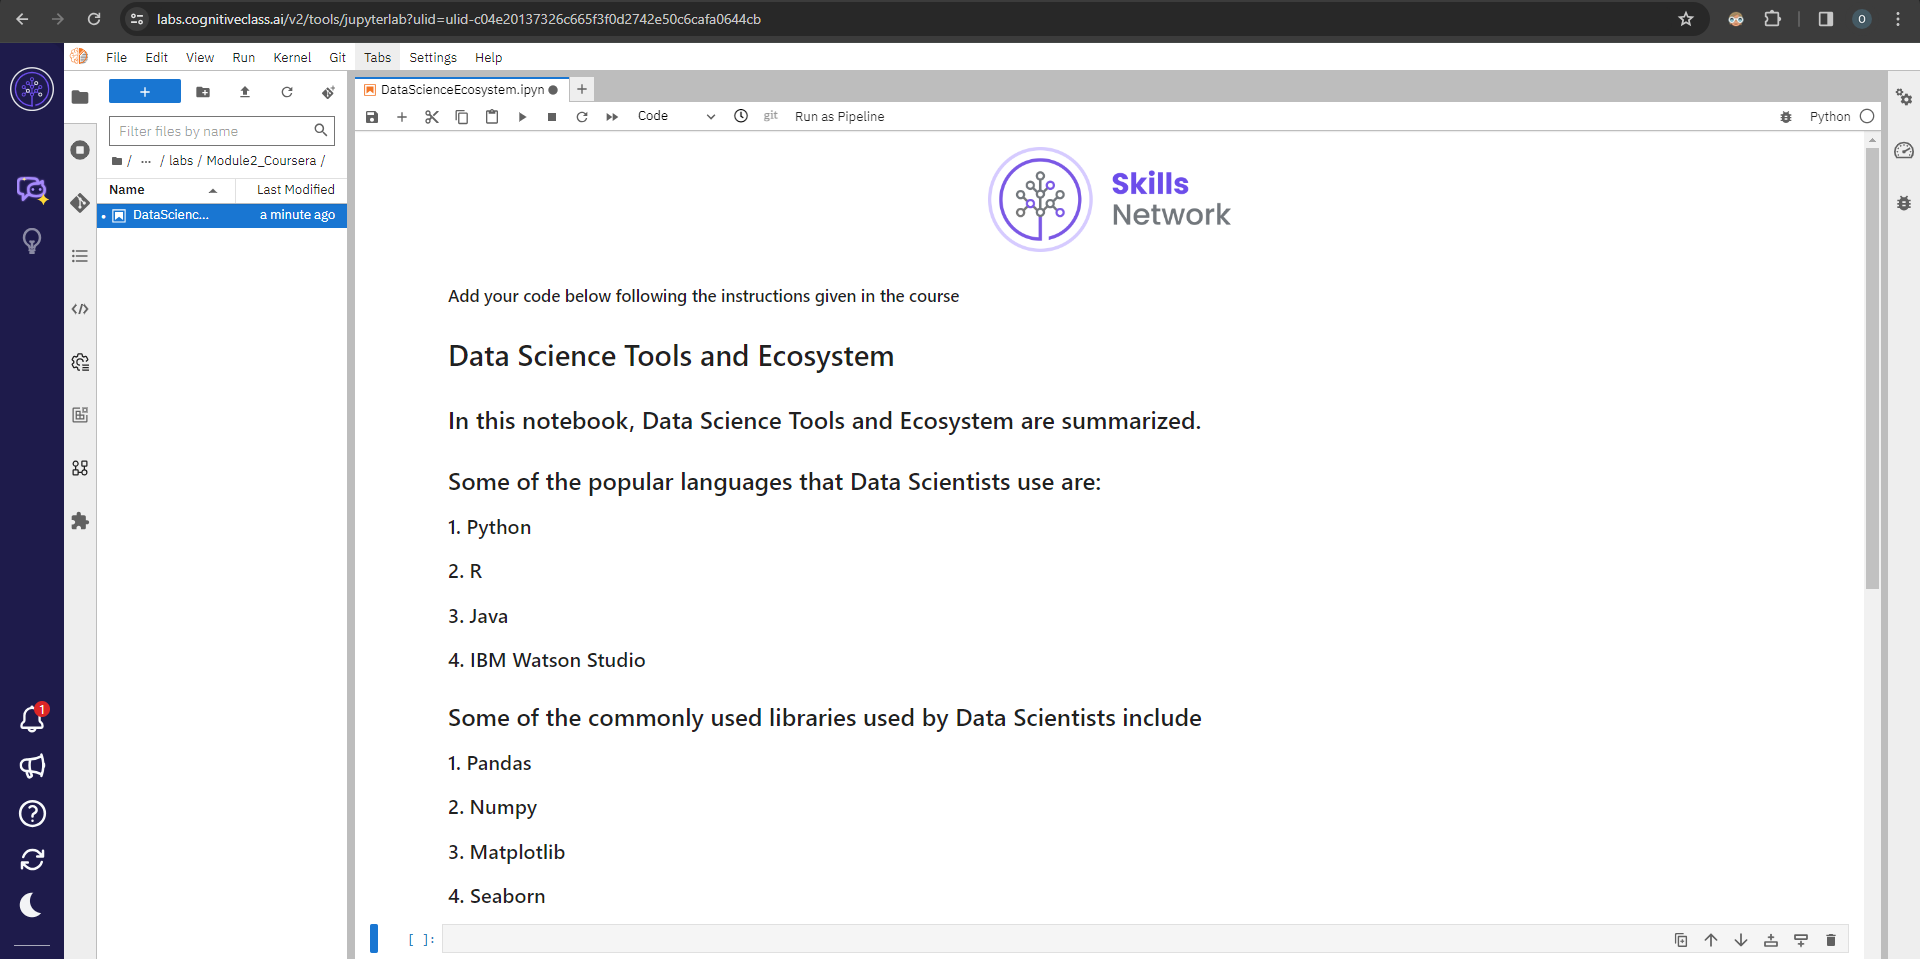 labs.cognitiveclass.ai/v2/tools/jupyterlab?ulid=ulid-c04e20137326c665f3f0d2742e50c6cafa0644cb
O
File Edit View Run Kernel Git Tabs Settings Help
+
DataScienceEcosystem.ipyn
+
Code
git
Run as Pipeline
Python
Filter files by name
/ ... / labs / Module2_Coursera /
Name Last Modified
DataScienc... a minute ago
1
Skills
Network
Add your code below following the instructions given in the course
Data Science Tools and Ecosystem
In this notebook, Data Science Tools and Ecosystem are summarized.
Some of the popular languages that Data Scientists use are:
1. Python
2. R
3. Java
4. IBM Watson Studio
Some of the commonly used libraries used by Data Scientists include
1. Pandas
2. Numpy
3. Matplotlib
4. Seaborn
[ ]: